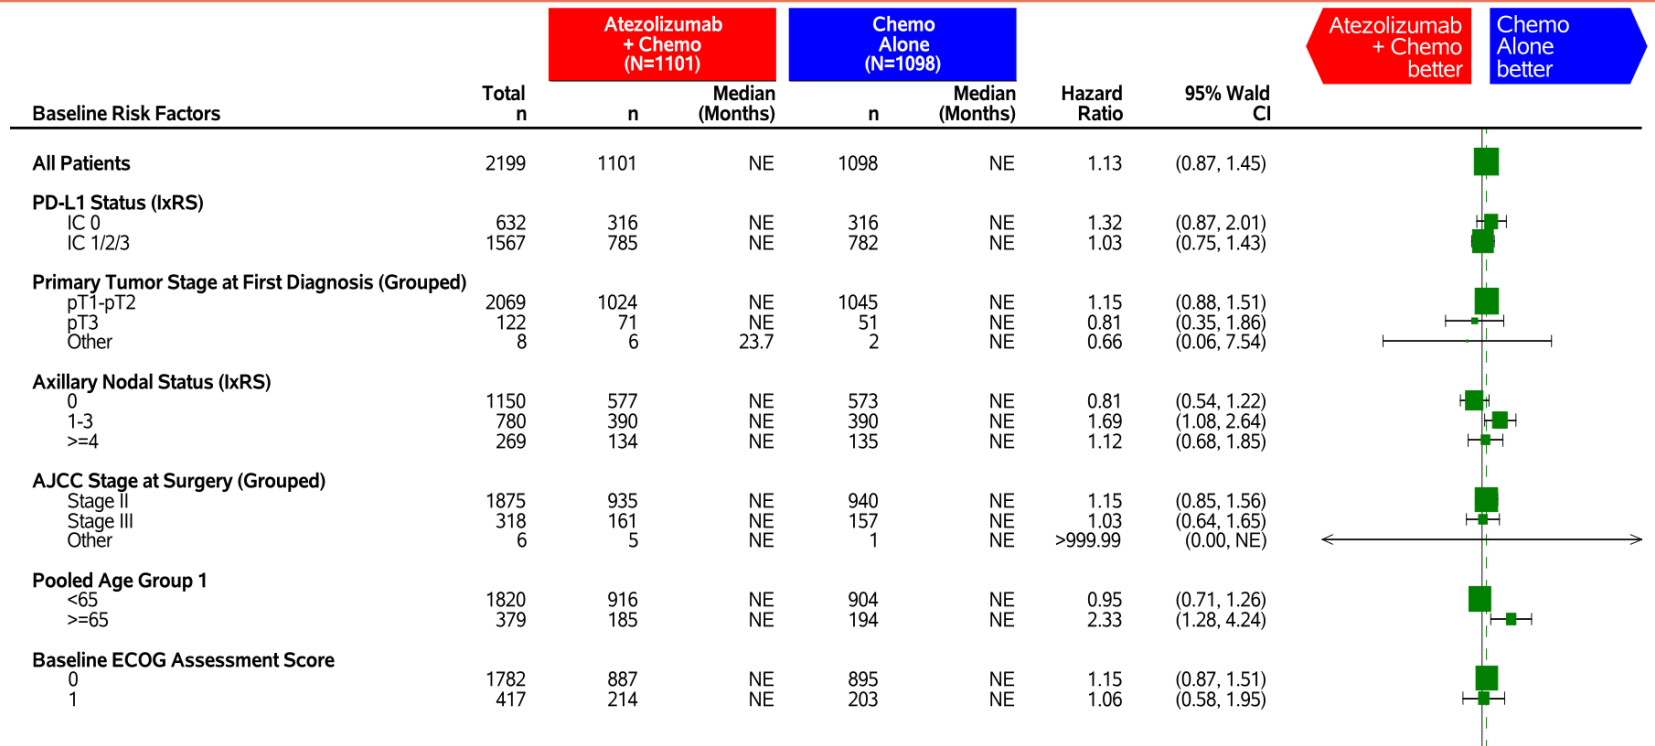 Atezolizumab
+ Chemo
(N=1101)
Chemo
Alone
(N=1098)
Atezolizumab
+ Chemo
better
Chemo
Alone
better
Total Median Median Hazard 95% Wald
Baseline Risk Factors n n (Months) n (Months) Ratio CI
All Patients 2199 1101 NE 1098 NE 1.13 (0.87, 1.45)
PD-L1 Status (IxRS)
IC 0 632 316 NE 316 NE 1.32 (0.87, 2.01)
IC 1/2/3 1567 785 NE 782 NE 1.03 (0.75, 1.43)
Primary Tumor Stage at First Diagnosis (Grouped)
pT1-pT2 2069 1024 NE 1045 NE 1.15 (0.88, 1.51)
pT3 122 71 NE 51 NE 0.81 (0.35, 1.86)
Other 8 6 23.7 2 NE 0.66 (0.06, 7.54)
Axillary Nodal Status (IxRS)
0 1150 577 NE 573 NE 0.81 (0.54, 1.22)
1-3 780 390 NE 390 NE 1.69 (1.08, 2.64)
>=4 269 134 NE 135 NE 1.12 (0.68, 1.85)
AJCC Stage at Surgery (Grouped)
Stage II 1875 935 NE 940 NE 1.15 (0.85, 1.56)
Stage III 318 161 NE 157 NE 1.03 (0.64, 1.65)
Other 6 5 NE 1 NE >999.99 (0.00, NE)
Pooled Age Group 1
<65 1820 916 NE 904 NE 0.95 (0.71, 1.26)
>=65 379 185 NE 194 NE 2.33 (1.28, 4.24)
Baseline ECOG Assessment Score
0 1782 887 NE 895 NE 1.15 (0.87, 1.51)
1 417 214 NE 203 NE 1.06 (0.58, 1.95)